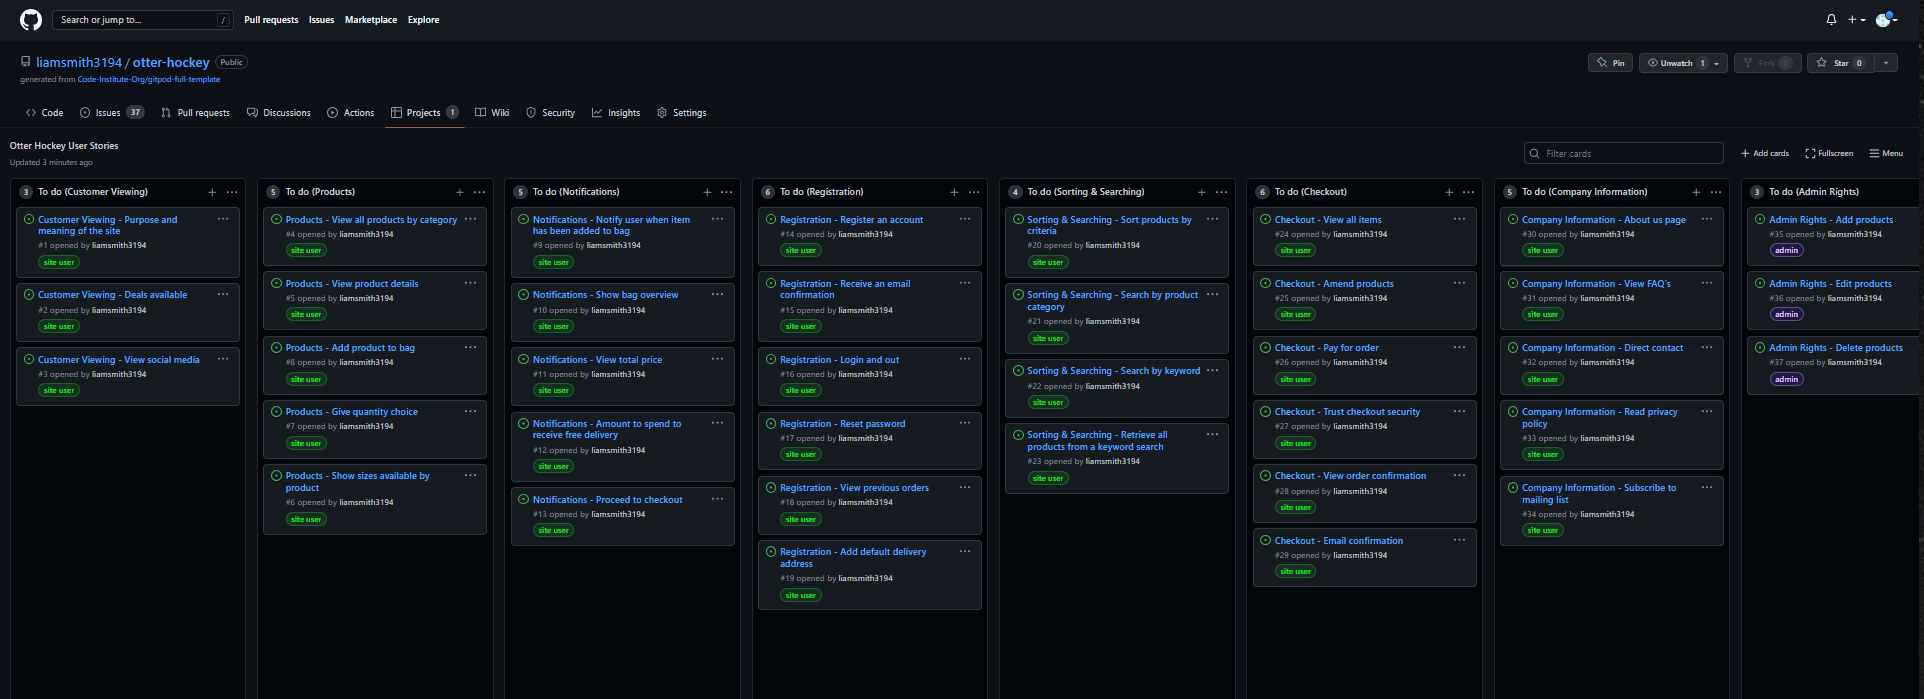 Search or jump to... /
Pull requests Issues Marketplace Explore
liamsmith3194 / otter-hockey Public
generated from Code-Institute-Org/gitpod-full-template
Pin Unwatch 1 Fork 0 Star 0
Code Issues 37 Pull requests Discussions Actions Projects 1 Wiki Security Insights Settings
Otter Hockey User Stories
Updated 3 minutes ago
Filter cards Add cards Fullscreen Menu
3 To do (Customer Viewing)
Customer Viewing - Purpose and
meaning of the site
#1 opened by liamsmith3194
site user
Customer Viewing - Deals available
#2 opened by liamsmith3194
site user
Customer Viewing - View social media
#3 opened by liamsmith3194
site user
5 To do (Products)
Products - View all products by category
#4 opened by liamsmith3194
site user
Products - View product details
#5 opened by liamsmith3194
site user
Products - Add product to bag
#8 opened by liamsmith3194
site user
Products - Give quantity choice
#7 opened by liamsmith3194
site user
Products - Show sizes available by
product
#6 opened by liamsmith3194
site user
5 To do (Notifications)
Notifications - Notify user when item
has been added to bag
#9 opened by liamsmith3194
site user
Notifications - Show bag overview
#10 opened by liamsmith3194
site user
Notifications - View total price
#11 opened by liamsmith3194
site user
Notifications - Amount to spend to
receive free delivery
#12 opened by liamsmith3194
site user
Notifications - Proceed to checkout
#13 opened by liamsmith3194
site user
6 To do (Registration)
Registration - Register an account
#14 opened by liamsmith3194
site user
Registration - Receive an email
confirmation
#15 opened by liamsmith3194
site user
Registration - Login and out
#16 opened by liamsmith3194
site user
Registration - Reset password
#17 opened by liamsmith3194
site user
Registration - View previous orders
#18 opened by liamsmith3194
site user
Registration - Add default delivery
address
#19 opened by liamsmith3194
site user
4 To do (Sorting & Searching)
Sorting & Searching - Sort products by
criteria
#20 opened by liamsmith3194
site user
Sorting & Searching - Search by product
category
#21 opened by liamsmith3194
site user
Sorting & Searching - Search by keyword
#22 opened by liamsmith3194
site user
Sorting & Searching - Retrieve all
products from a keyword search
#23 opened by liamsmith3194
site user
6 To do (Checkout)
Checkout - View all items
#24 opened by liamsmith3194
site user
Checkout - Amend products
#25 opened by liamsmith3194
site user
Checkout - Pay for order
#26 opened by liamsmith3194
site user
Checkout - Trust checkout security
#27 opened by liamsmith3194
site user
Checkout - View order confirmation
#28 opened by liamsmith3194
site user
Checkout - Email confirmation
#29 opened by liamsmith3194
site user
5 To do (Company Information)
Company Information - About us page
#30 opened by liamsmith3194
site user
Company Information - View FAQ's
#31 opened by liamsmith3194
site user
Company Information - Direct contact
#32 opened by liamsmith3194
site user
Company Information - Read privacy
policy
#33 opened by liamsmith3194
site user
Company Information - Subscribe to
mailing list
#34 opened by liamsmith3194
site user
3 To do (Admin Rights)
Admin Rights - Add products
#35 opened by liamsmith3194
admin
Admin Rights - Edit products
#36 opened by liamsmith3194
admin
Admin Rights - Delete products
#37 opened by liamsmith3194
admin